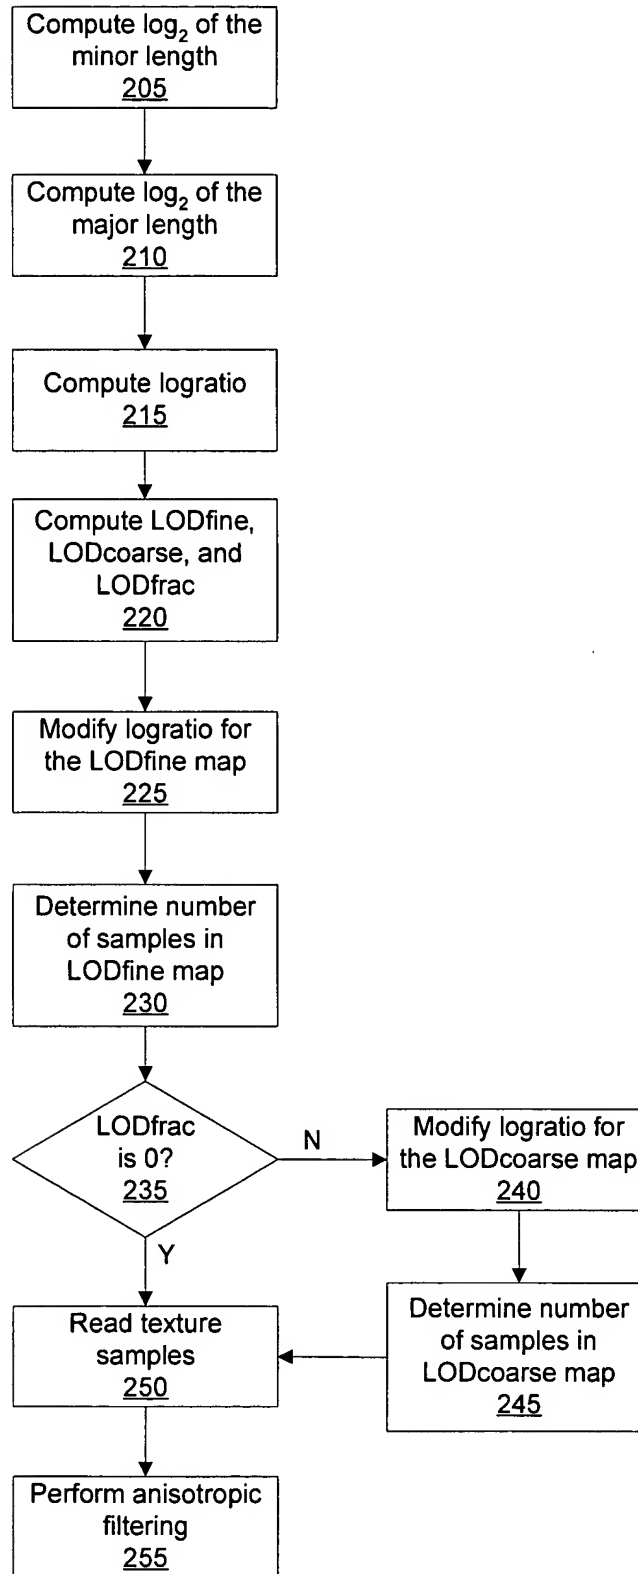 Compute log₂ of the
minor length
205
Compute log₂ of the
major length
210
Compute logratio
215
Compute LODfine,
LODcoarse, and
LODfrac
220
Modify logratio for
the LODfine map
225
Determine number
of samples in
LODfine map
230
LODfrac
is 0?
235
N
Y
Modify logratio for
the LODcoarse map
240
Determine number
of samples in
LODcoarse map
245
Read texture
samples
250
Perform anisotropic
filtering
255